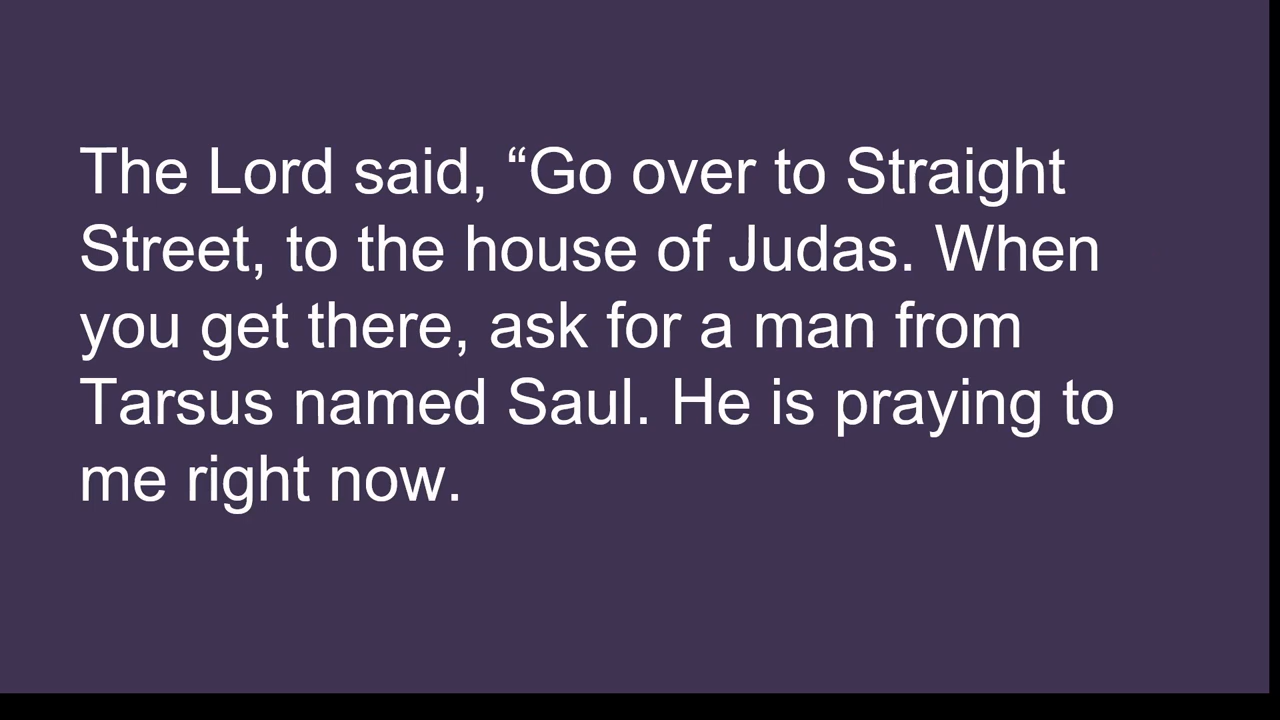 The Lord said, “Go over to Straight
Street, to the house of Judas. When
you get there, ask for a man from
Tarsus named Saul. He is praying to
me right now.